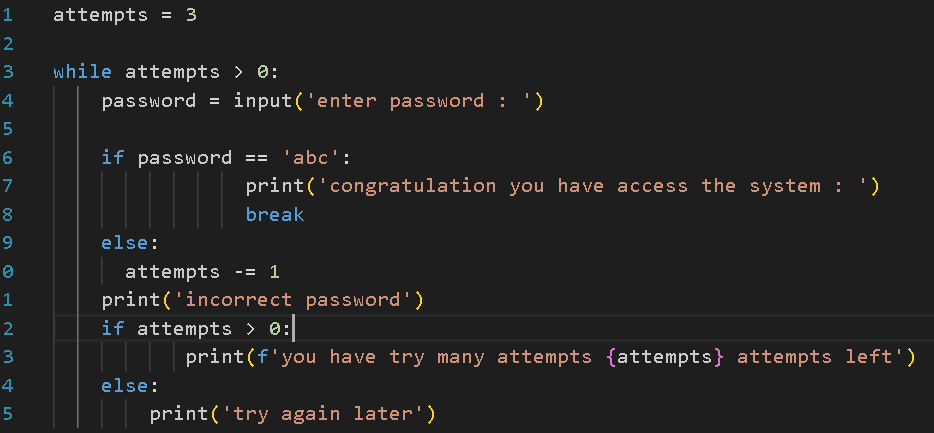 1 attempts = 3
2
3 while attempts > 0:
4     password = input('enter password : ')
5
6     if password == 'abc':
7                 print('congratulation you have access the system : ')
8                 break
9     else:
0       attempts -= 1
1     print('incorrect password')
2     if attempts > 0:
3            print(f'you have try many attempts {attempts} attempts left')
4     else:
5         print('try again later')